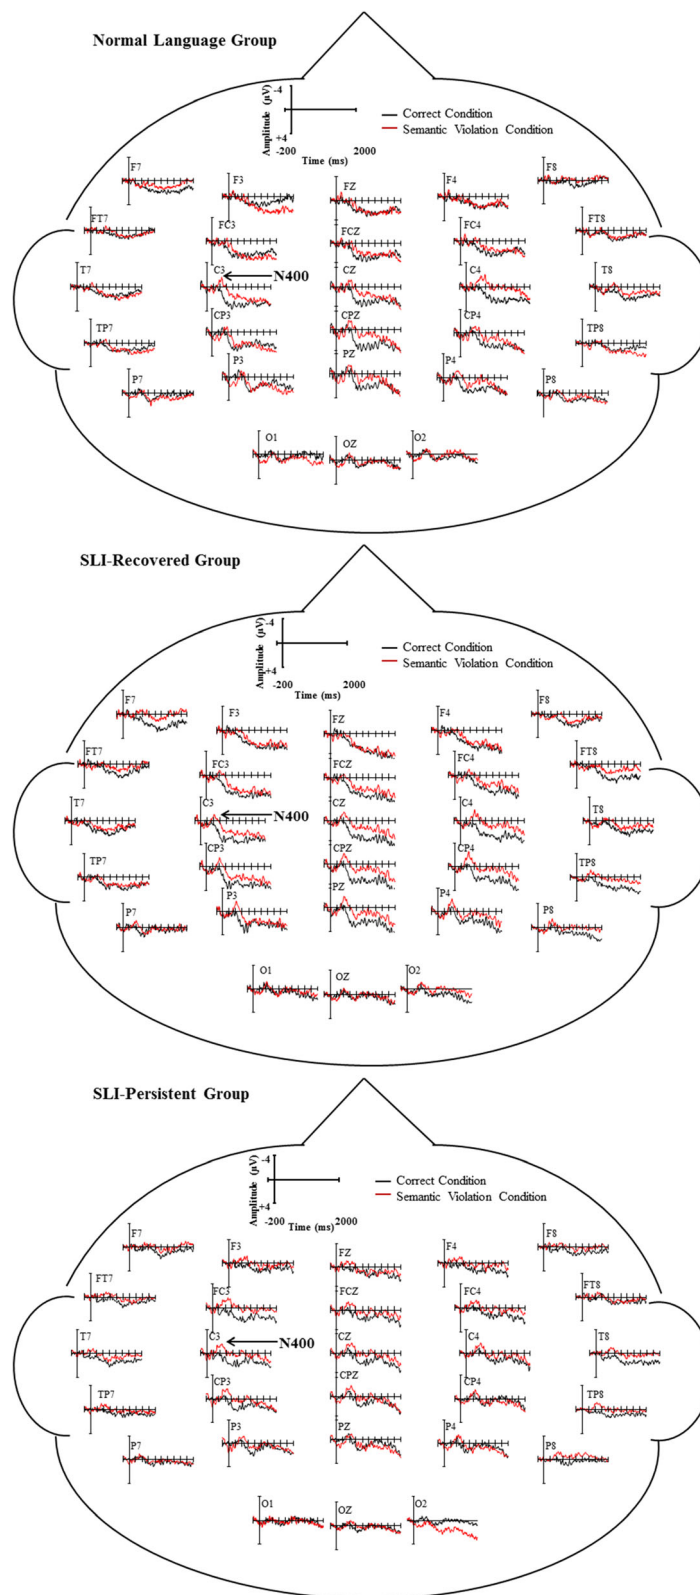 Normal Language Group
-4
Amplitude (µV)
+4
-200 2000
Time (ms)
Correct Condition
Semantic Violation Condition
F7 F3 FZ F4 F8
FT7 FC3 FCZ FC4 FT8
T7 C3 N400 CZ C4 T8
TP7 CP3 CPZ CP4 TP8
P7 P3 PZ P4 P8
O1 OZ O2
SLI-Recovered Group
-4
Amplitude (µV)
+4
-200 2000
Time (ms)
Correct Condition
Semantic Violation Condition
F7 F3 FZ F4 F8
FT7 FC3 FCZ FC4 FT8
T7 C3 N400 CZ C4 T8
TP7 CP3 CPZ CP4 TP8
P7 P3 PZ P4 P8
O1 OZ O2
SLI-Persistent Group
-4
Amplitude (µV)
+4
-200 Time (ms) 2000
Correct Condition
Semantic Violation Condition
F7 F3 FZ F4 F8
FT7 FC3 FCZ FC4 FT8
T7 C3 N400 CZ C4 T8
TP7 CP3 CPZ CP4 TP8
P7 P3 PZ P4 P8
O1 OZ O2